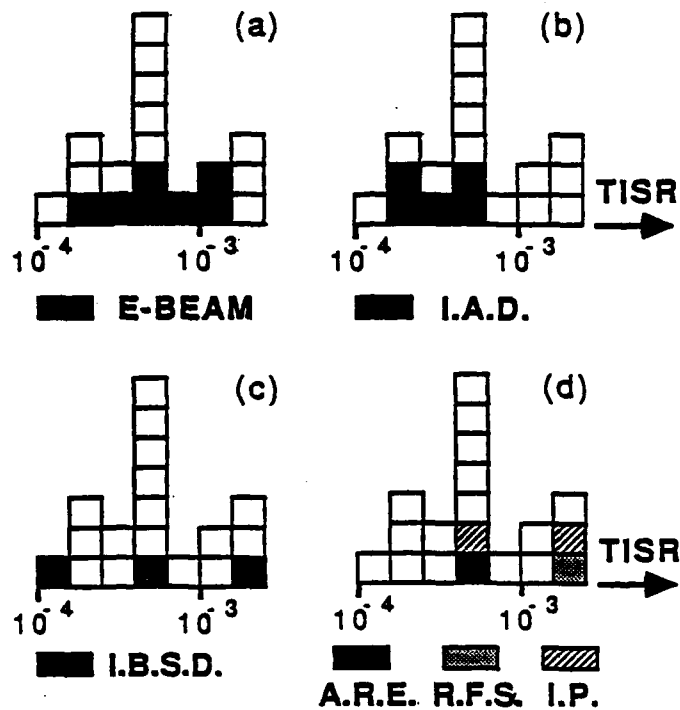 (a)
(b)
TISR
10-4 10-3
10-4 10-3
E-BEAM
I.A.D.
(c)
(d)
TISR
10-4 10-3
10-4 10-3
I.B.S.D.
A.R.E. R.F.S. I.P.